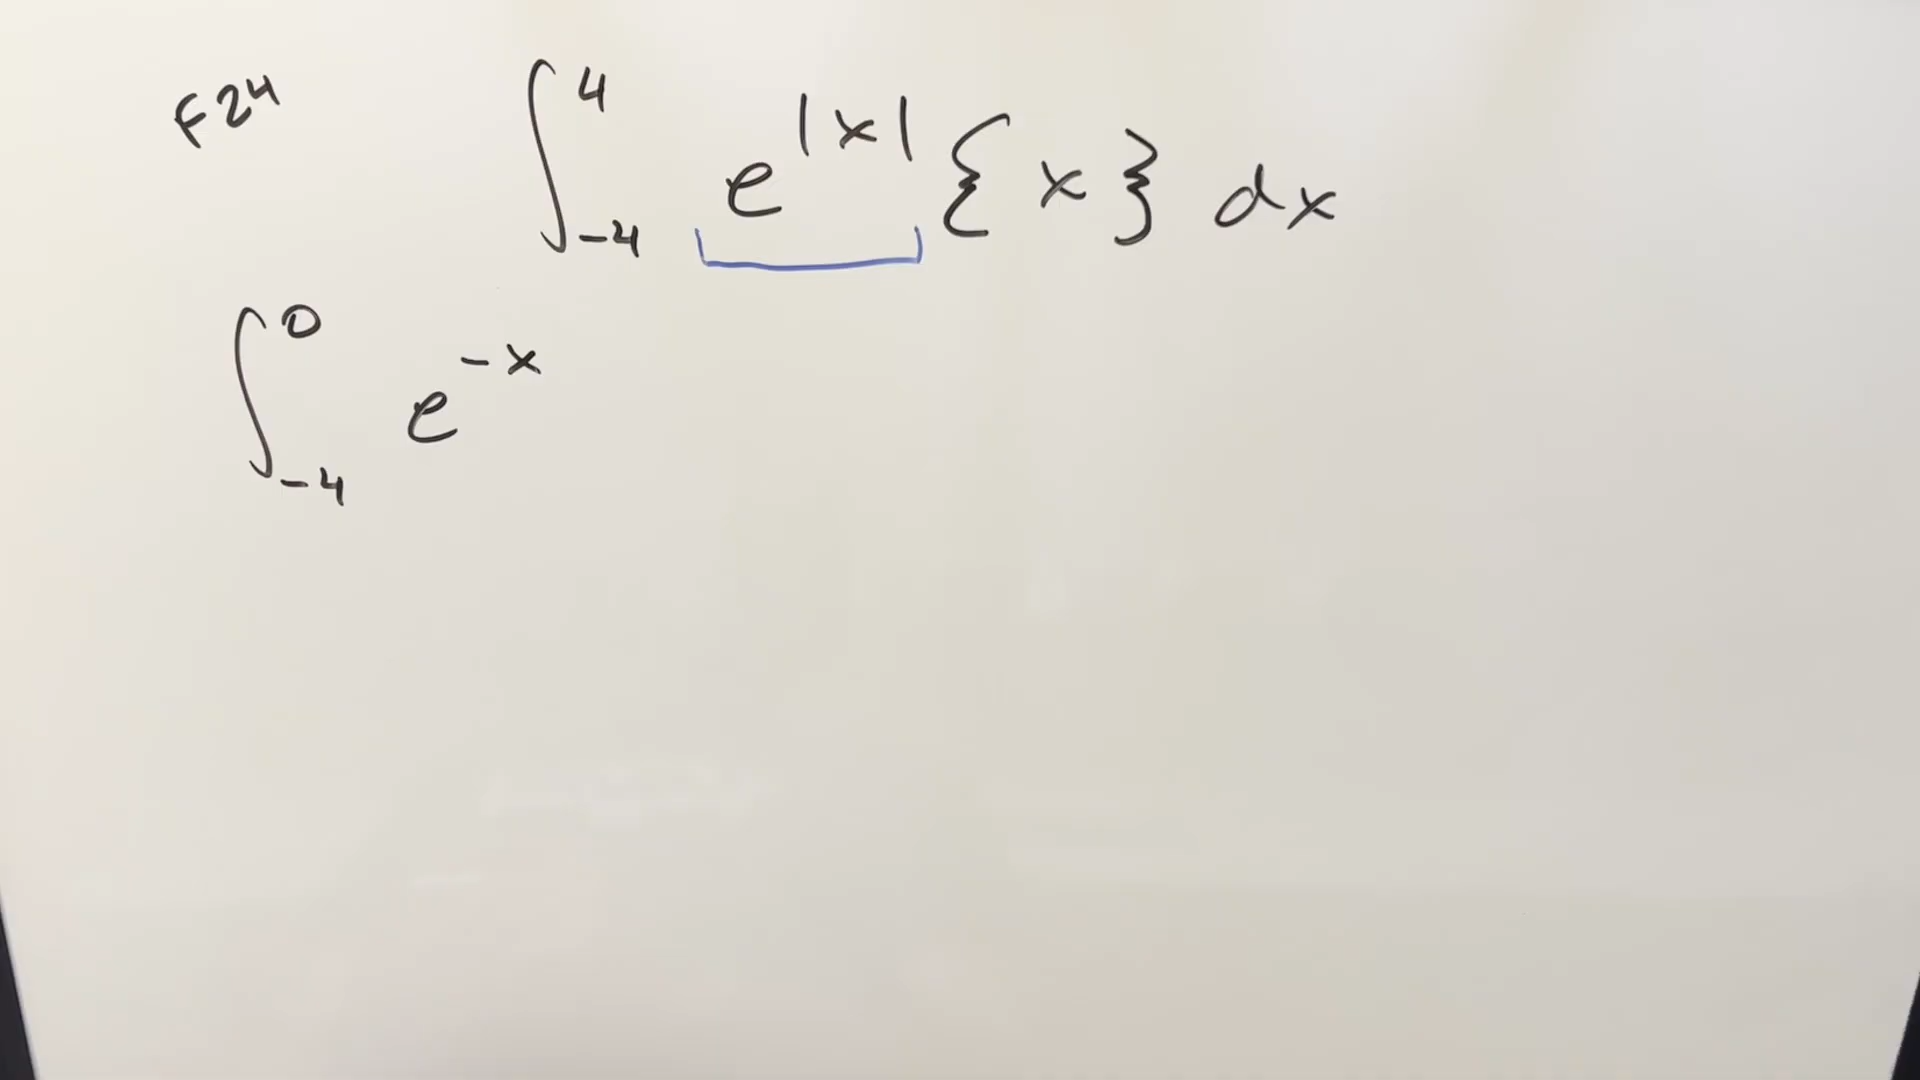 F24 ∫_{-4}^{4} e^{|x|} {x} dx
∫_{-4}^{0} e^{-x}